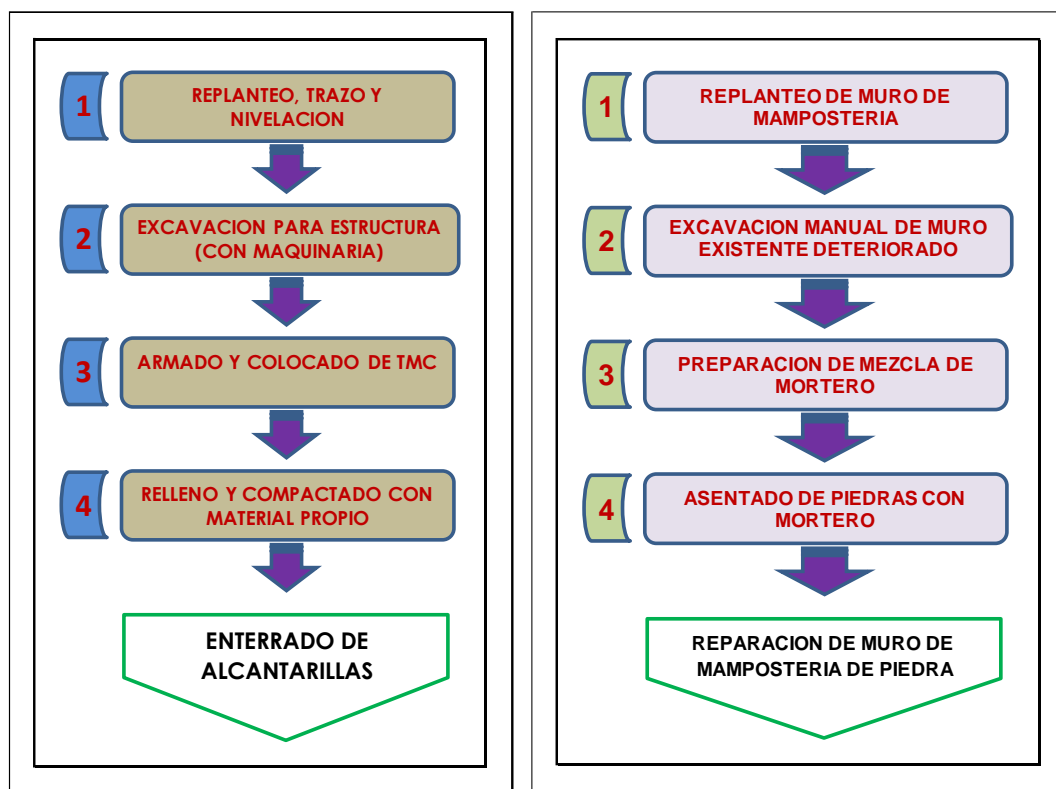 1
REPLANTEO, TRAZO Y
NIVELACION
2
EXCAVACION PARA ESTRUCTURA
(CON MAQUINARIA)
3
ARMADO Y COLOCADO DE TMC
4
RELLENO Y COMPACTADO CON
MATERIAL PROPIO
ENTERRADO DE
ALCANTARILLAS
1
REPLANTEO DE MURO DE
MAMPOSTERIA
2
EXCAVACION MANUAL DE MURO
EXISTENTE DETERIORADO
3
PREPARACION DE MEZCLA DE
MORTERO
4
ASENTADO DE PIEDRAS CON
MORTERO
REPARACION DE MURO DE
MAMPOSTERIA DE PIEDRA